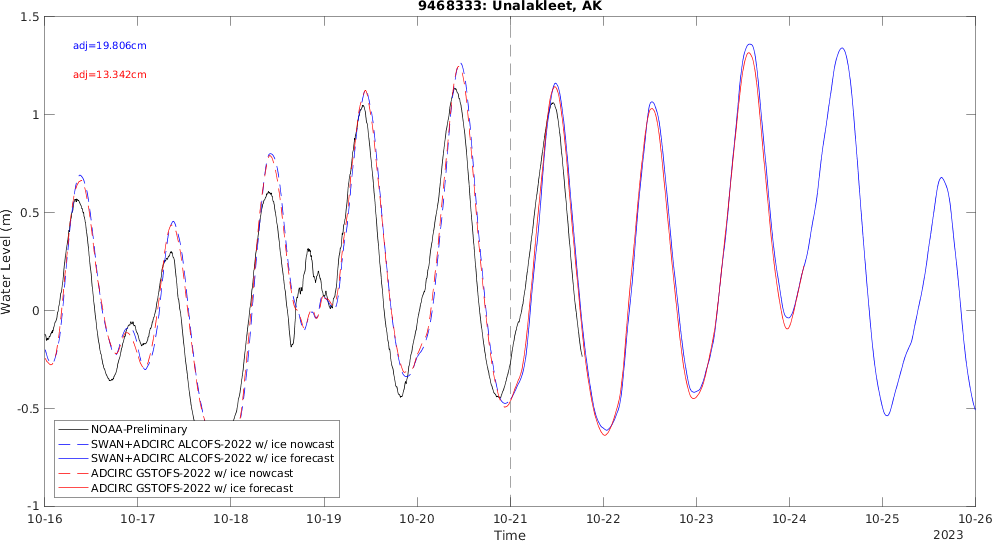 9468333: Unalakleet, AK
1.5
1
0.5
0
-0.5
-1
Water Level (m)
adj=19.806cm
adj=13.342cm
NOAA-Preliminary
SWAN+ADCIRC ALCOFS-2022 w/ ice nowcast
SWAN+ADCIRC ALCOFS-2022 w/ ice forecast
ADCIRC GSTOFS-2022 w/ ice nowcast
ADCIRC GSTOFS-2022 w/ ice forecast
10-16 10-17 10-18 10-19 10-20 10-21 10-22 10-23 10-24 10-25 10-26
Time
2023